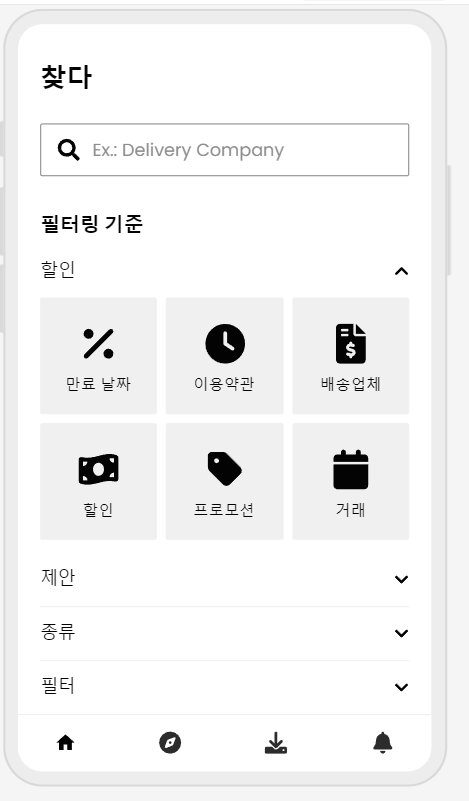 찾다
Ex.: Delivery Company
필터링 기준
할인
만료 날짜
이용약관
배송업체
할인
프로모션
거래
제안
종류
필터